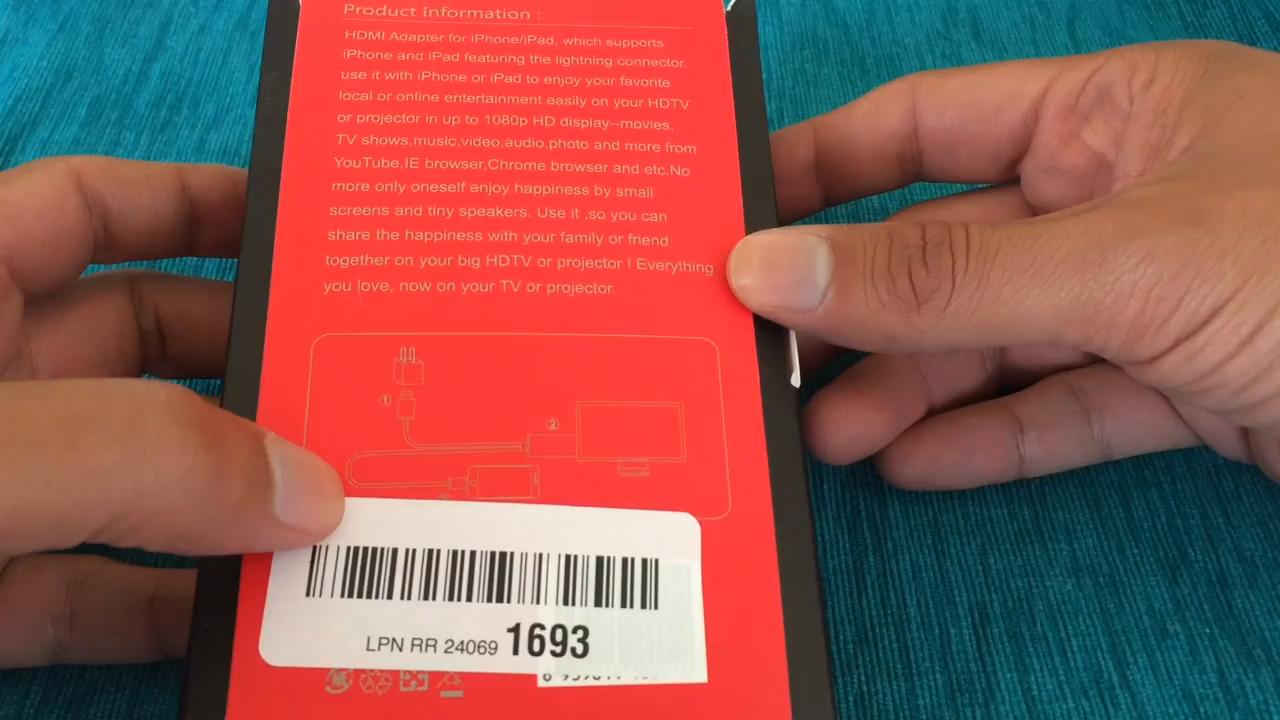 Product Information :
HDMI Adapter for iPhone/iPad, which supports
iPhone and iPad featuring the lightning connector.
use it with iPhone or iPad to enjoy your favorite
local or online entertainment easily on your HDTV
or projector in up to 1080p HD display--movies,
TV shows,music,video,audio,photo and more from
YouTube,IE browser,Chrome browser and etc.No
more only oneself enjoy happiness by small
screens and tiny speakers. Use it ,so you can
share the happiness with your family or friend
together on your big HDTV or projector ! Everything
you love, now on your TV or projector.
①
②
LPN RR 24069 1693